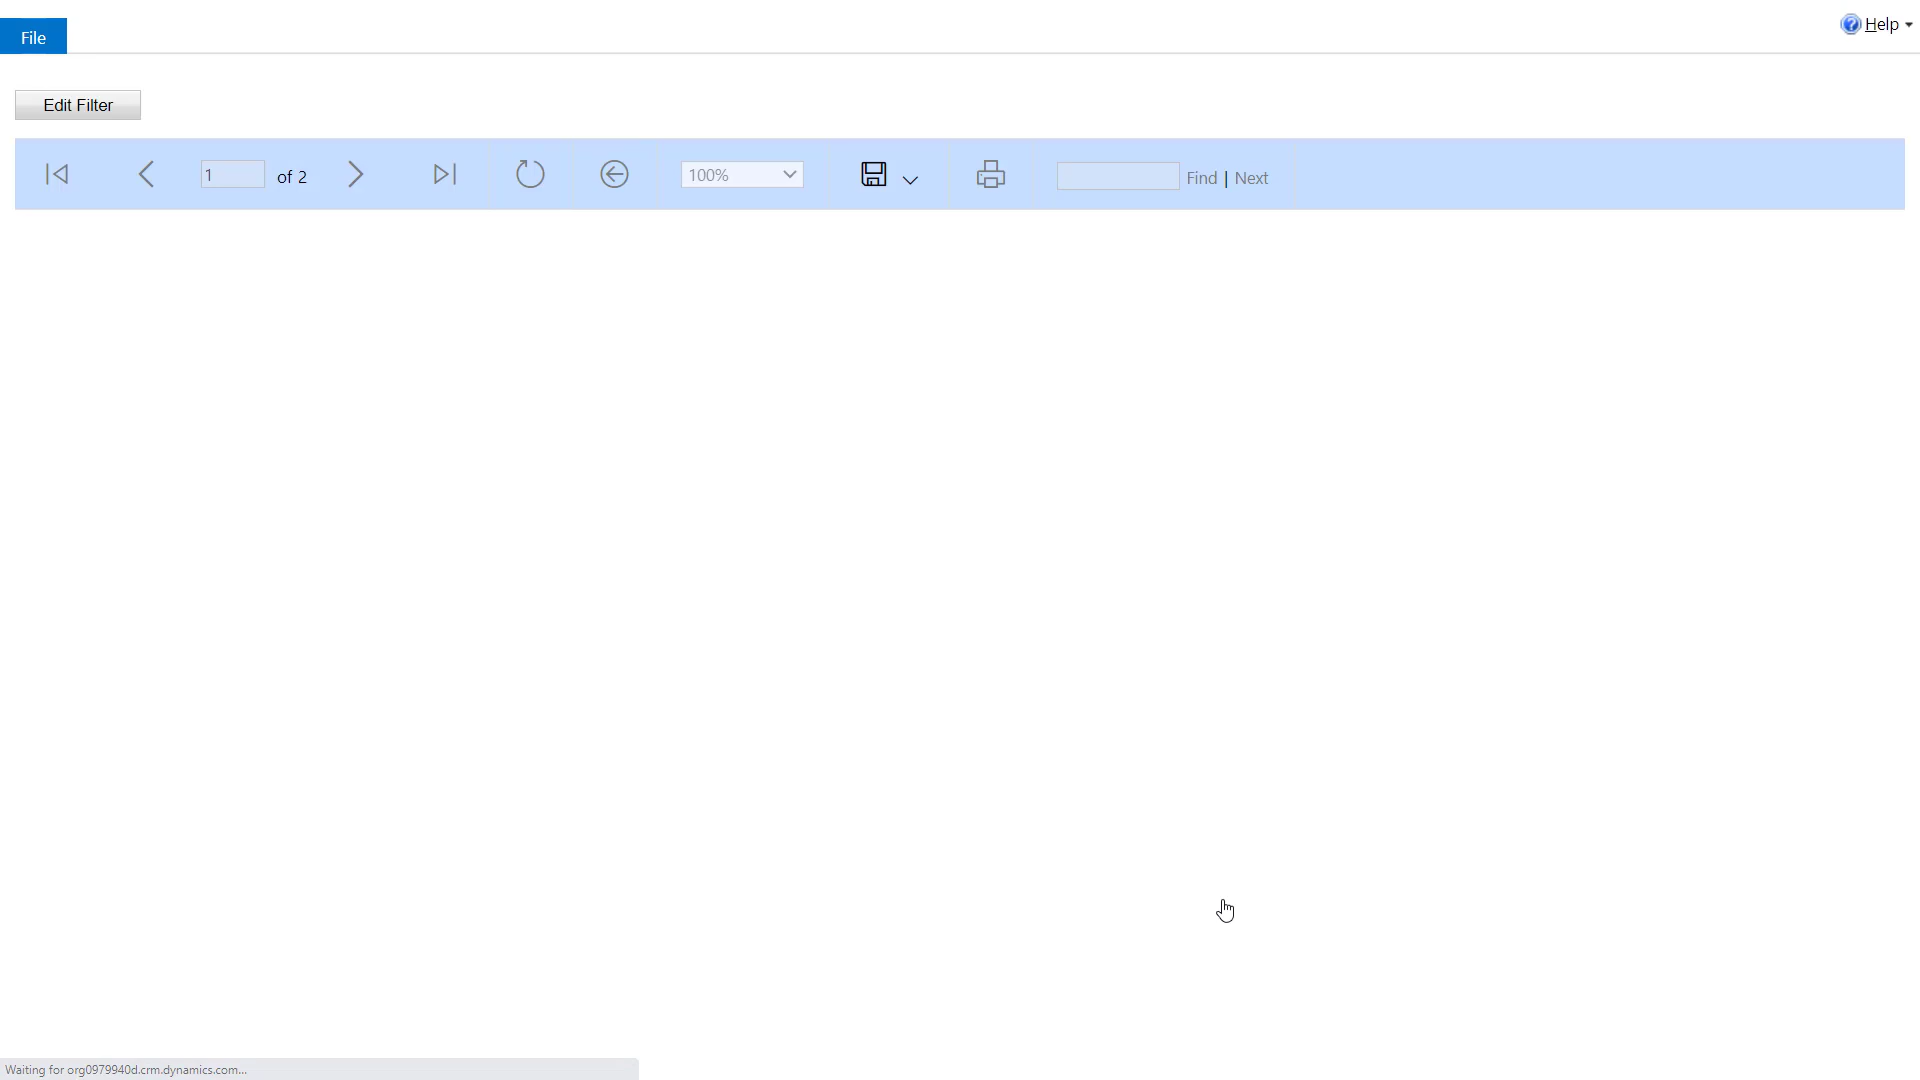 File
Help
Edit Filter
1 of 2 100% Find | Next
Waiting for org0979940d.crm.dynamics.com...